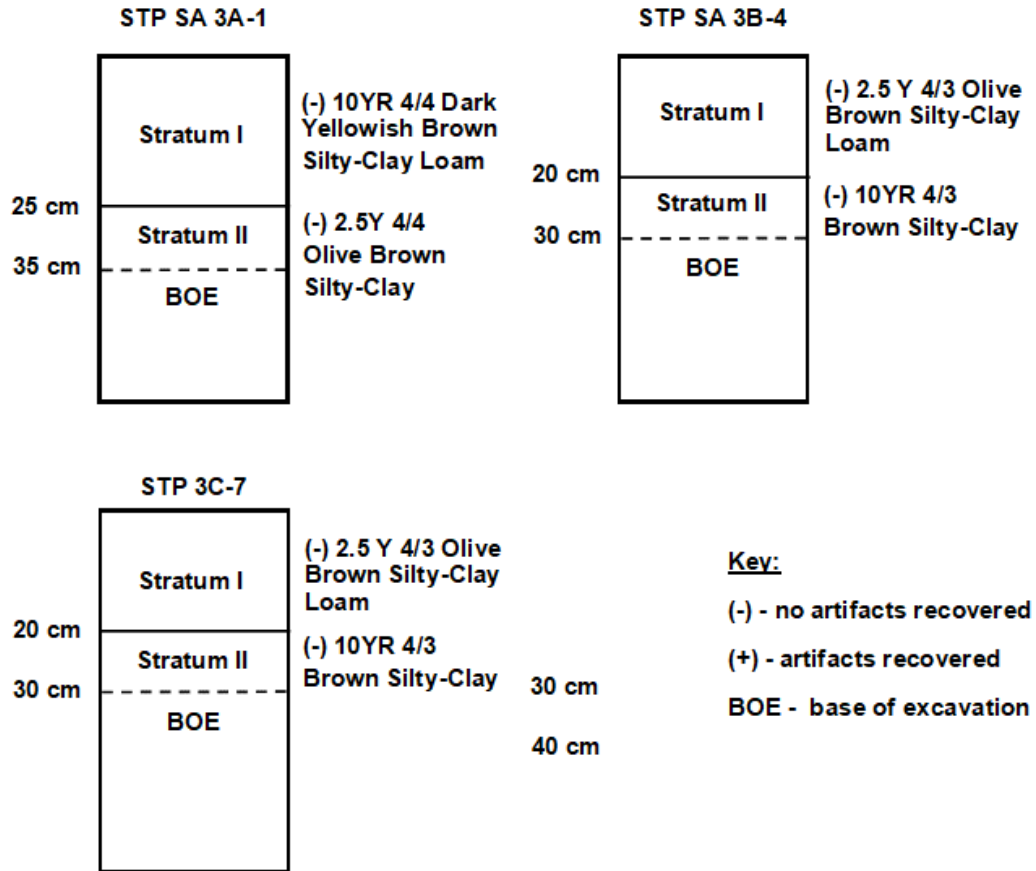 STP SA 3A-1
Stratum I
(-) 10YR 4/4 Dark
Yellowish Brown
Silty-Clay Loam
25 cm
Stratum II
(-) 2.5Y 4/4
Olive Brown
Silty-Clay
35 cm
BOE
STP SA 3B-4
Stratum I
(-) 2.5 Y 4/3 Olive
Brown Silty-Clay
Loam
20 cm
Stratum II
(-) 10YR 4/3
Brown Silty-Clay
30 cm
BOE
STP 3C-7
Stratum I
(-) 2.5 Y 4/3 Olive
Brown Silty-Clay
Loam
20 cm
Stratum II
(-) 10YR 4/3
Brown Silty-Clay
30 cm
BOE
30 cm
40 cm
Key:
(-) - no artifacts recovered
(+) - artifacts recovered
BOE - base of excavation